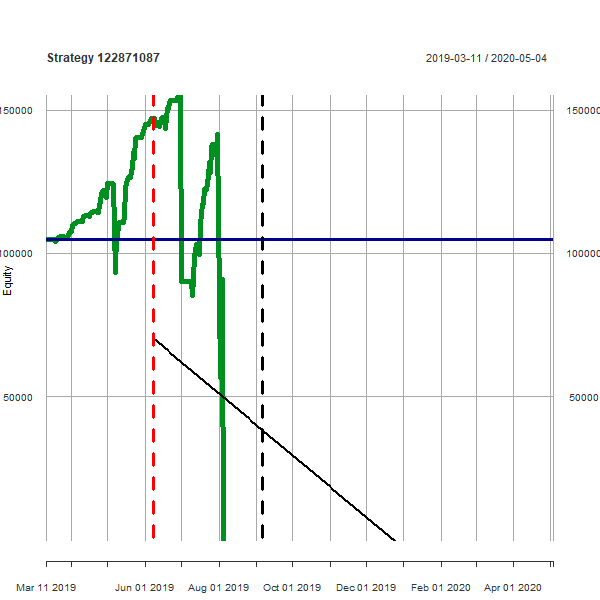 Strategy 122871087
2019-03-11 / 2020-05-04
150000 150000
100000 100000
50000 50000
Equity
Mar 11 2019 Jun 01 2019 Aug 01 2019 Oct 01 2019 Dec 01 2019 Feb 01 2020 Apr 01 2020